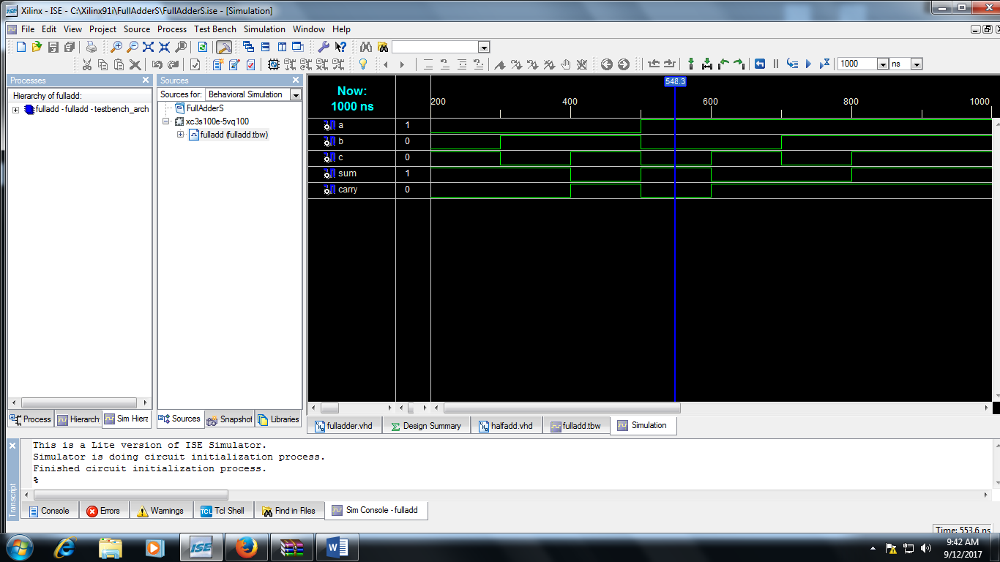 Xilinx - ISE - C:\Xilinx91i\FullAdderS\FullAdderS.ise - [Simulation]
File Edit View Project Source Process Test Bench Simulation Window Help
1000 ns
Processes
Hierarchy of fulladd:
fulladd - fulladd - testbench_arch
Sources
Sources for: Behavioral Simulation
FullAdderS
xc3s100e-5vq100
fulladd (fulladd.tbw)
Now:
1000 ns
548.3
200 400 600 800 1000
a 1
b 0
c 0
sum 1
carry 0
Process Hierarch Sim Hiera
Sources Snapshot Libraries
fulladder.vhd Design Summary halfadd.vhd fulladd.tbw Simulation
Transcript
This is a Lite version of ISE Simulator.
Simulator is doing circuit initialization process.
Finished circuit initialization process.
%
Console Errors Warnings Tcl Shell Find in Files Sim Console - fulladd
Time: 553.6 ns
ISE
9:42 AM
9/12/2017